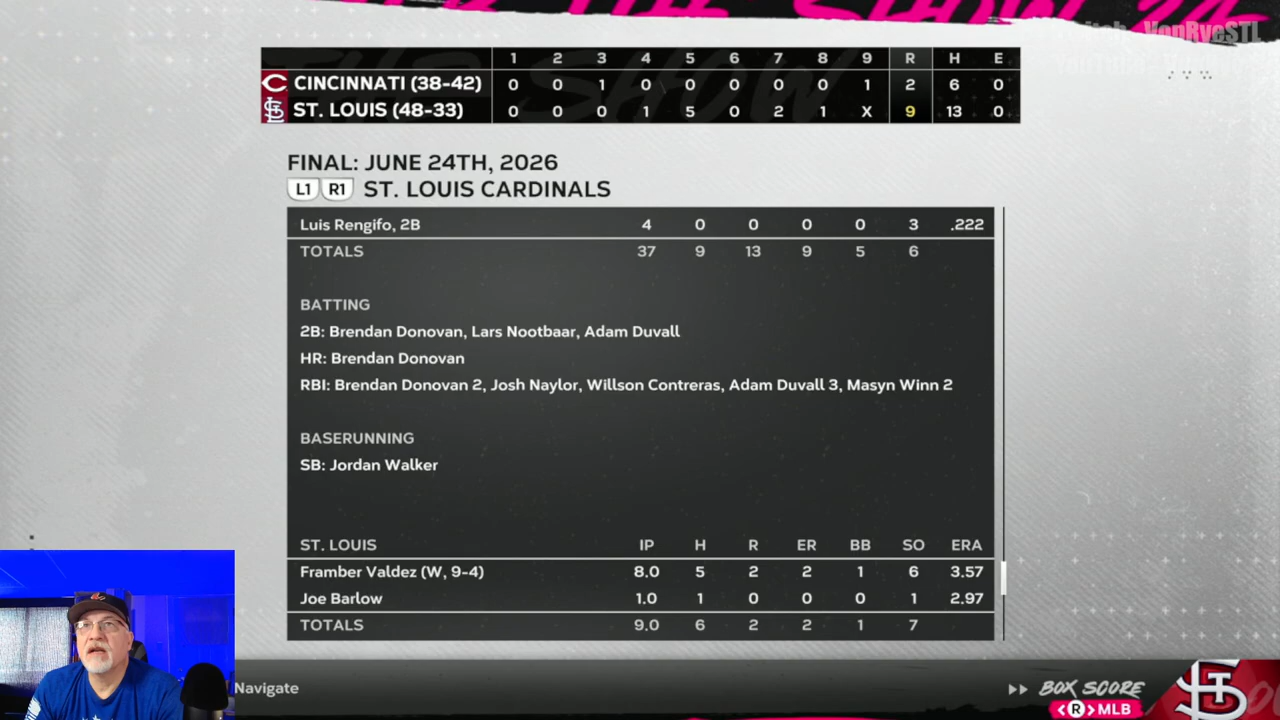 THE SHOW 24
Twitch VonRyeSTL
YouTube
1 2 3 4 5 6 7 8 9 R H E
CINCINNATI (38-42) 0 0 1 0 0 0 0 0 1 2 6 0
ST. LOUIS (48-33) 0 0 0 1 5 0 2 1 X 9 13 0
FINAL: JUNE 24TH, 2026
L1 R1 ST. LOUIS CARDINALS
Luis Rengifo, 2B 4 0 0 0 0 3 .222
TOTALS 37 9 13 9 5 6
BATTING
2B: Brendan Donovan, Lars Nootbaar, Adam Duvall
HR: Brendan Donovan
RBI: Brendan Donovan 2, Josh Naylor, Willson Contreras, Adam Duvall 3, Masyn Winn 2
BASERUNNING
SB: Jordan Walker
ST. LOUIS IP H R ER BB SO ERA
Framber Valdez (W, 9-4) 8.0 5 2 2 1 6 3.57
Joe Barlow 1.0 1 0 0 0 1 2.97
TOTALS 9.0 6 2 2 1 7
Navigate
BOX SCORE
R MLB